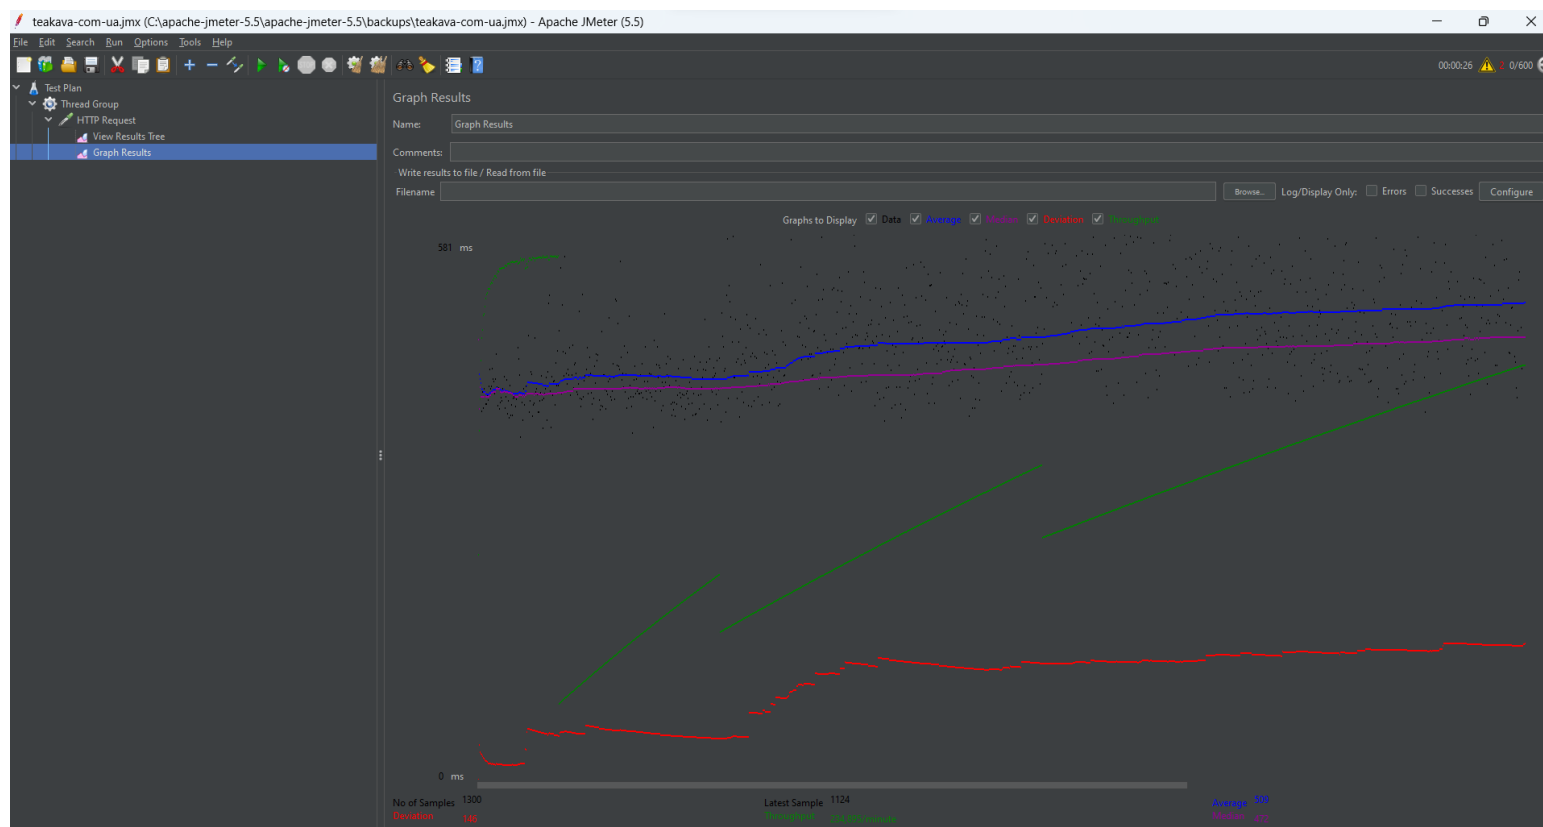 teakava-com-ua.jmx (C:\apache-jmeter-5.5\apache-jmeter-5.5\backups\teakava-com-ua.jmx) - Apache JMeter (5.5)
File Edit Search Run Options Tools Help
00:00:26 2 0/600
Test Plan
Thread Group
HTTP Request
View Results Tree
Graph Results
Graph Results
Name: Graph Results
Comments:
Write results to file / Read from file
Filename Browse... Log/Display Only: Errors Successes Configure
Graphs to Display Data Average Median Deviation Throughput
581 ms
0 ms
No of Samples 1300 Latest Sample 1124 Average 509
Deviation 146 Throughput